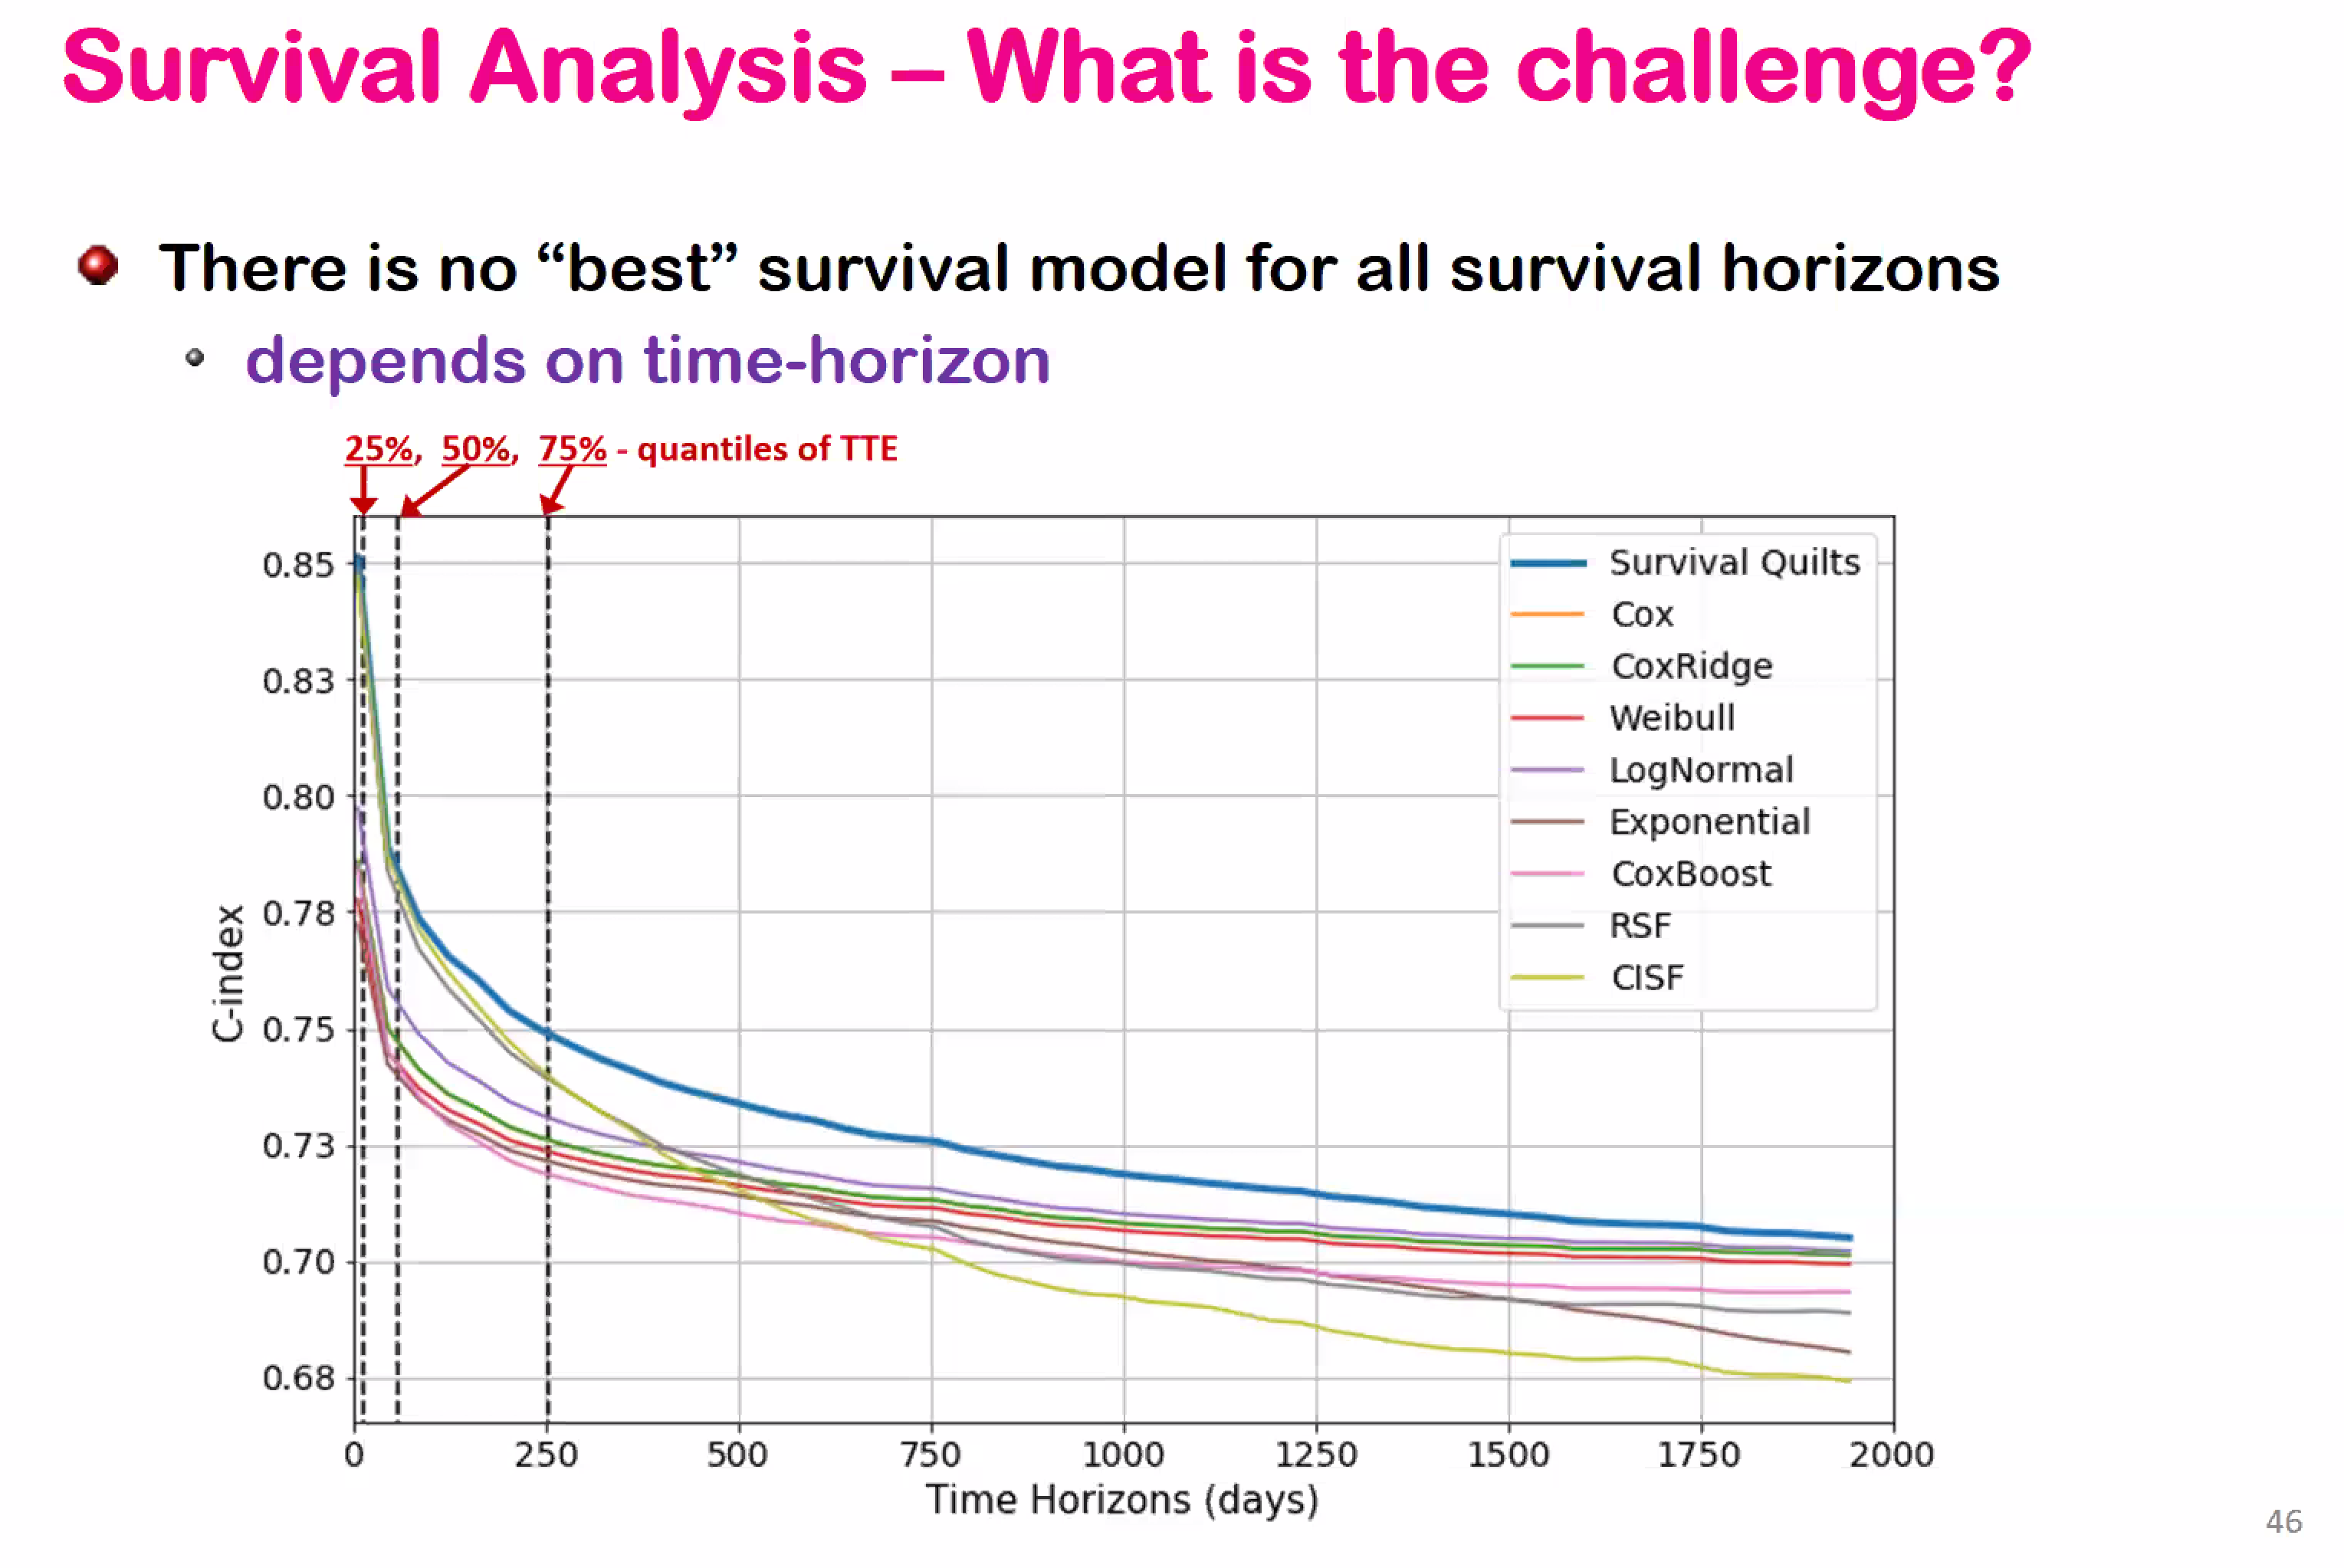 Survival Analysis – What is the challenge?
There is no “best” survival model for all survival horizons
depends on time-horizon
25%, 50%, 75% - quantiles of TTE
0.85
0.83
0.80
0.78
0.75
0.73
0.70
0.68
C-index
Survival Quilts
Cox
CoxRidge
Weibull
LogNormal
Exponential
CoxBoost
RSF
CISF
0 250 500 750 1000 1250 1500 1750 2000
Time Horizons (days)
46